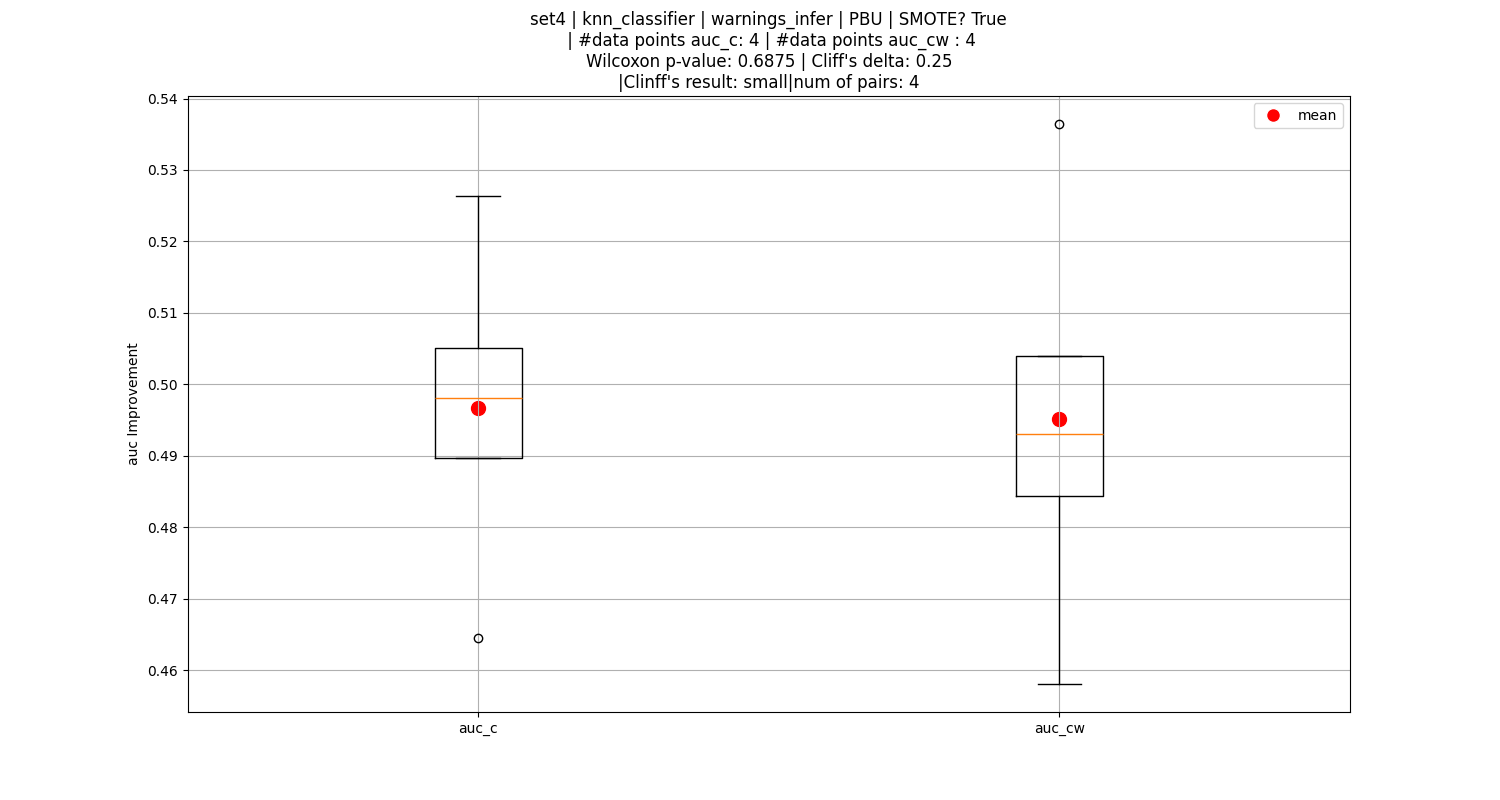 set4 | knn_classifier | warnings_infer | PBU | SMOTE? True
| #data points auc_c: 4 | #data points auc_cw : 4
Wilcoxon p-value: 0.6875 | Cliff's delta: 0.25
|Clinff's result: small|num of pairs: 4
mean
0.54
0.53
0.52
0.51
0.50
0.49
0.48
0.47
0.46
auc Improvement
auc_c
auc_cw